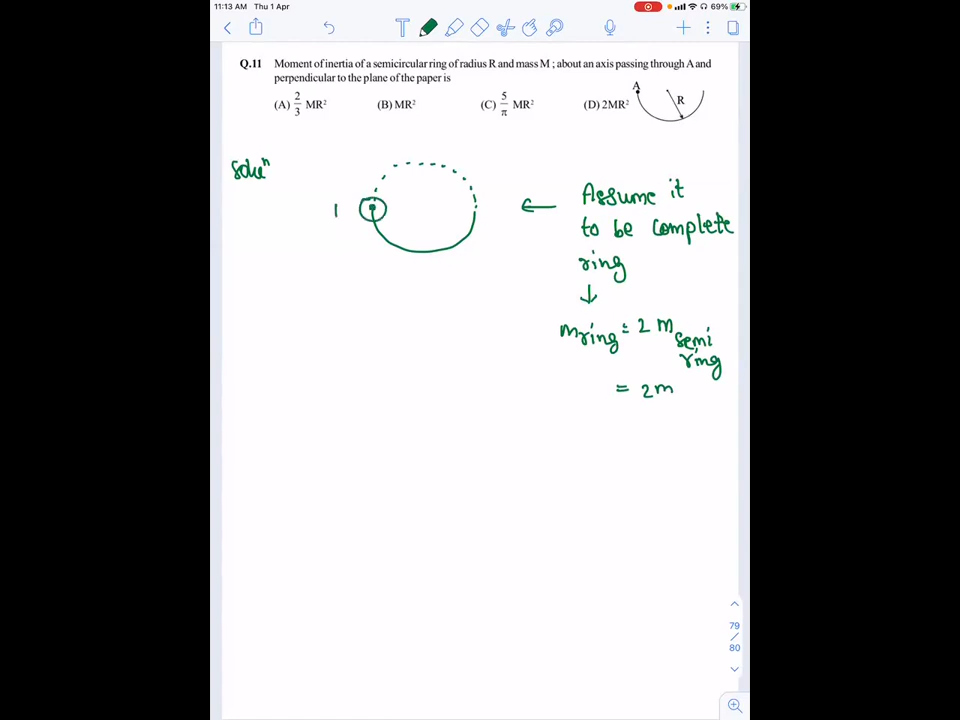 11:13 AM Thu 1 Apr
69%
T
Q.11 Moment of inertia of a semicircular ring of radius R and mass M ; about an axis passing through A and
perpendicular to the plane of the paper is
(A) 2/3 MR² (B) MR² (C) 5/π MR² (D) 2MR²
A
R
Soluⁿ
1
Assume it
to be complete
ring
m ring = 2 m semi ring
= 2m
79
/
80